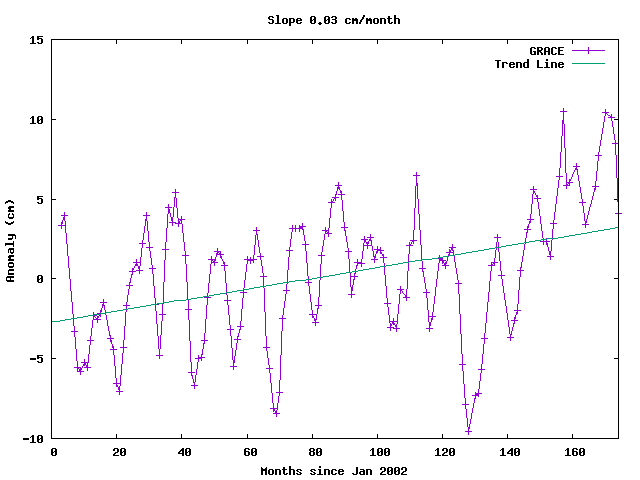 Slope 0.03 cm/month
15
GRACE
Trend Line
10
5
Anomaly (cm)
0
-5
-10
0 20 40 60 80 100 120 140 160
Months since Jan 2002